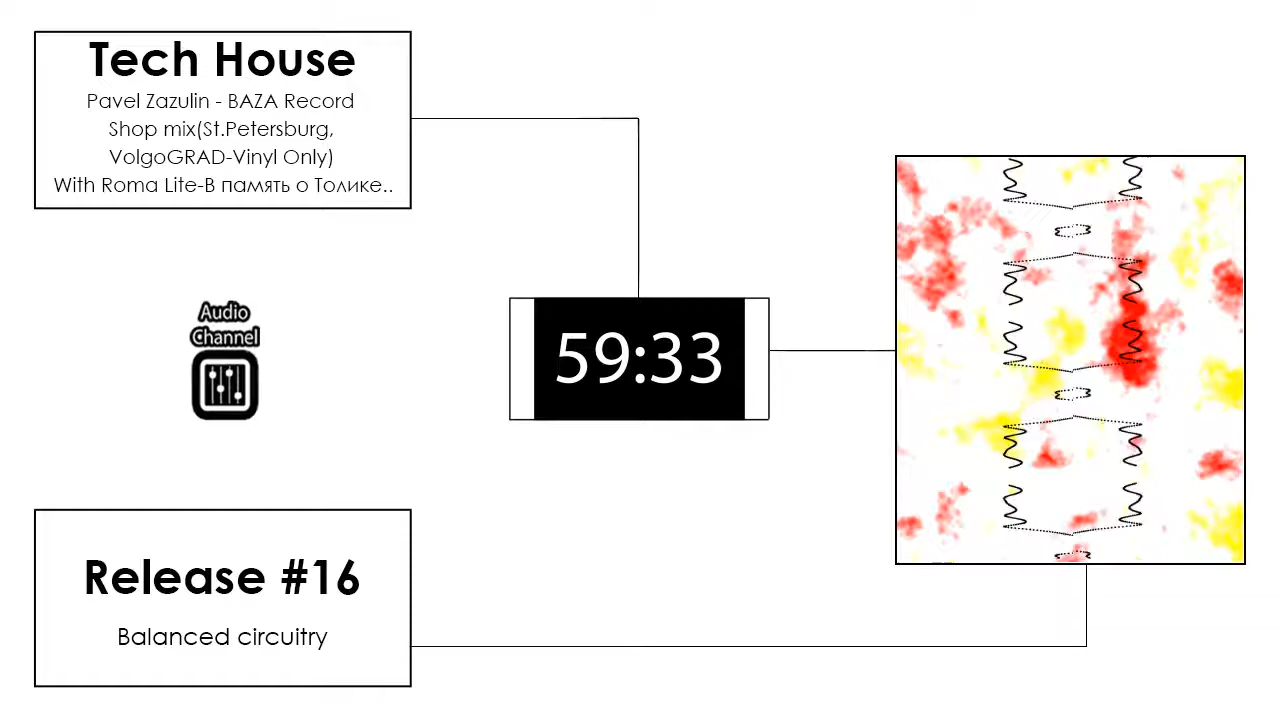 Tech House
Pavel Zazulin - BAZA Record
Shop mix(St.Petersburg,
VolgoGRAD-Vinyl Only)
With Roma Lite-В память о Толике..
Audio
Channel
59:33
Release #16
Balanced circuitry